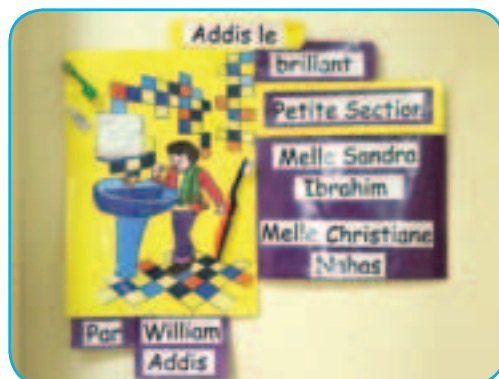 Addis le
brillant
Petite Section
Melle Sandra
Ibrahim
Melle Christiane
Nahas
Par William
Addis